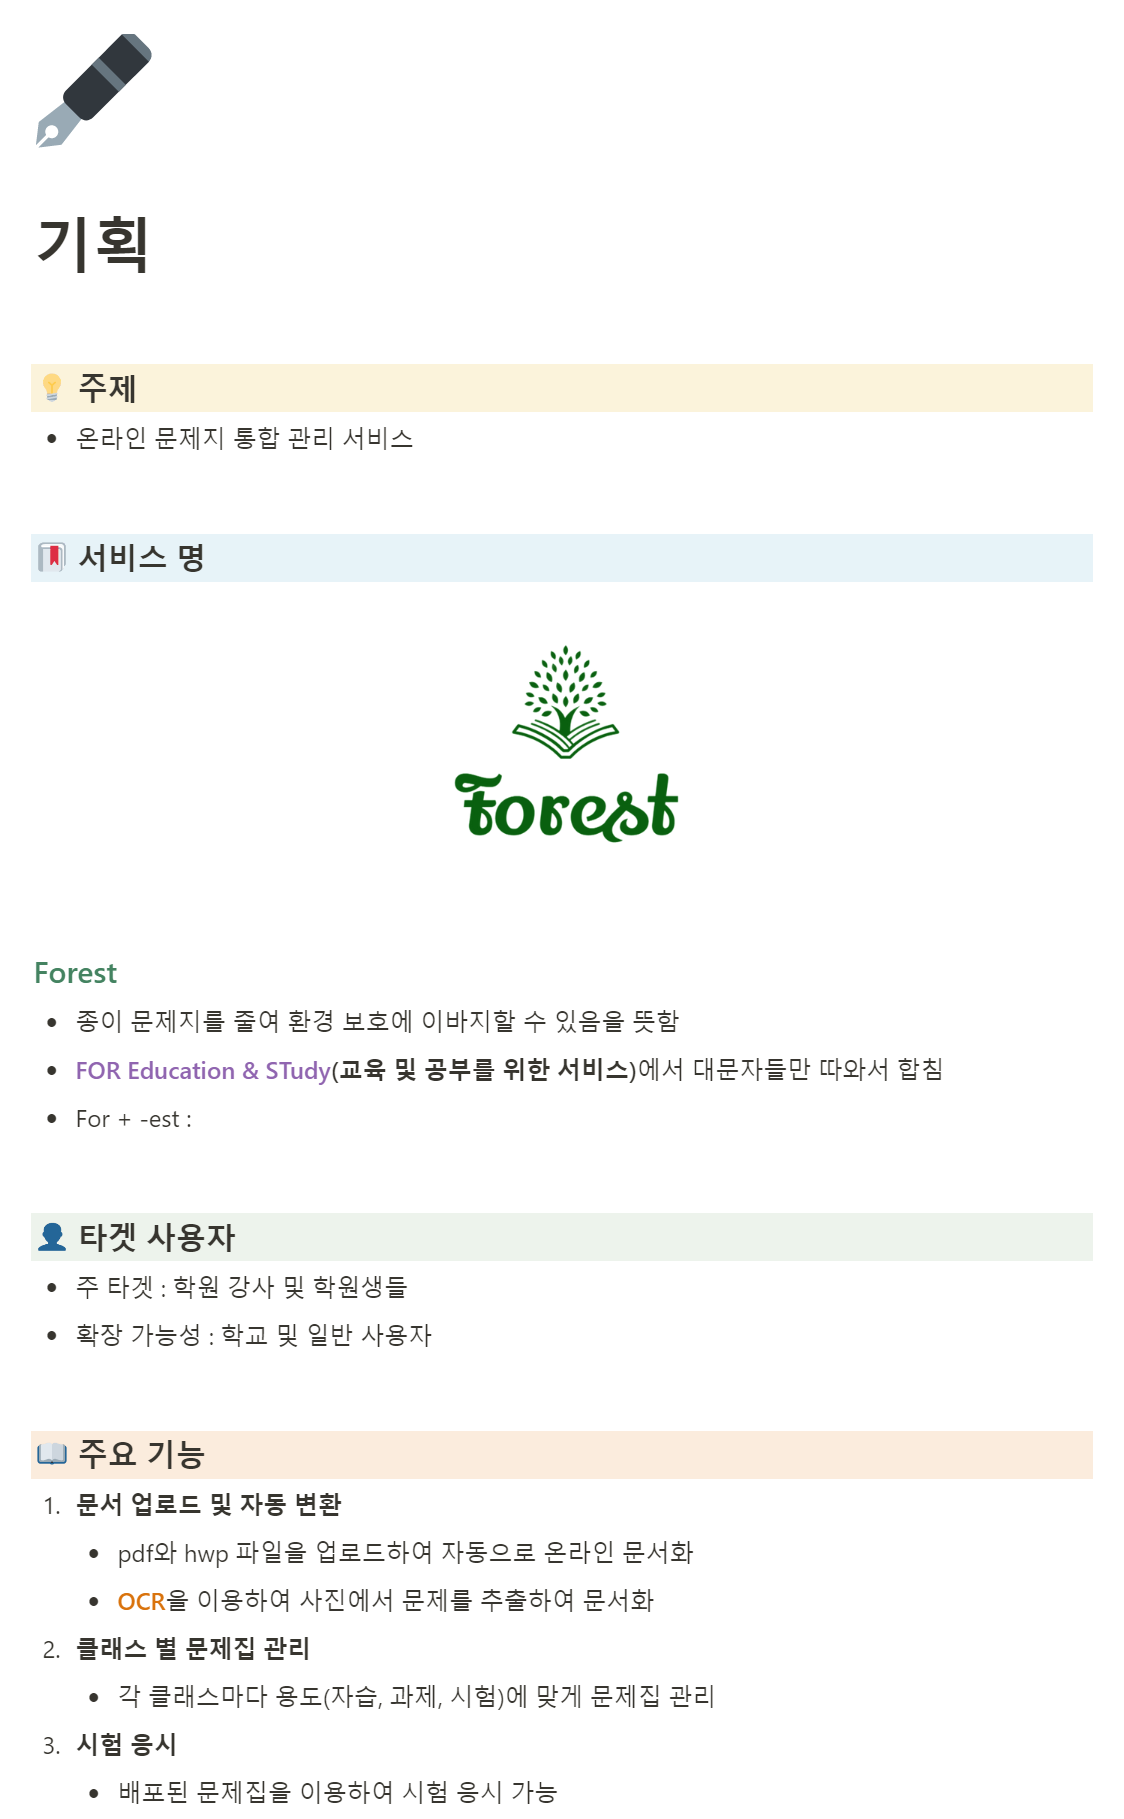 기획
주제
• 온라인 문제지 통합 관리 서비스
서비스 명
Forest
Forest
• 종이 문제지를 줄여 환경 보호에 이바지할 수 있음을 뜻함
• FOR Education & STudy(교육 및 공부를 위한 서비스)에서 대문자들만 따와서 합침
• For + -est :
타겟 사용자
• 주 타겟 : 학원 강사 및 학원생들
• 확장 가능성 : 학교 및 일반 사용자
주요 기능
1. 문서 업로드 및 자동 변환
• pdf와 hwp 파일을 업로드하여 자동으로 온라인 문서화
• OCR을 이용하여 사진에서 문제를 추출하여 문서화
2. 클래스 별 문제집 관리
• 각 클래스마다 용도(자습, 과제, 시험)에 맞게 문제집 관리
3. 시험 응시
• 배포된 문제집을 이용하여 시험 응시 가능